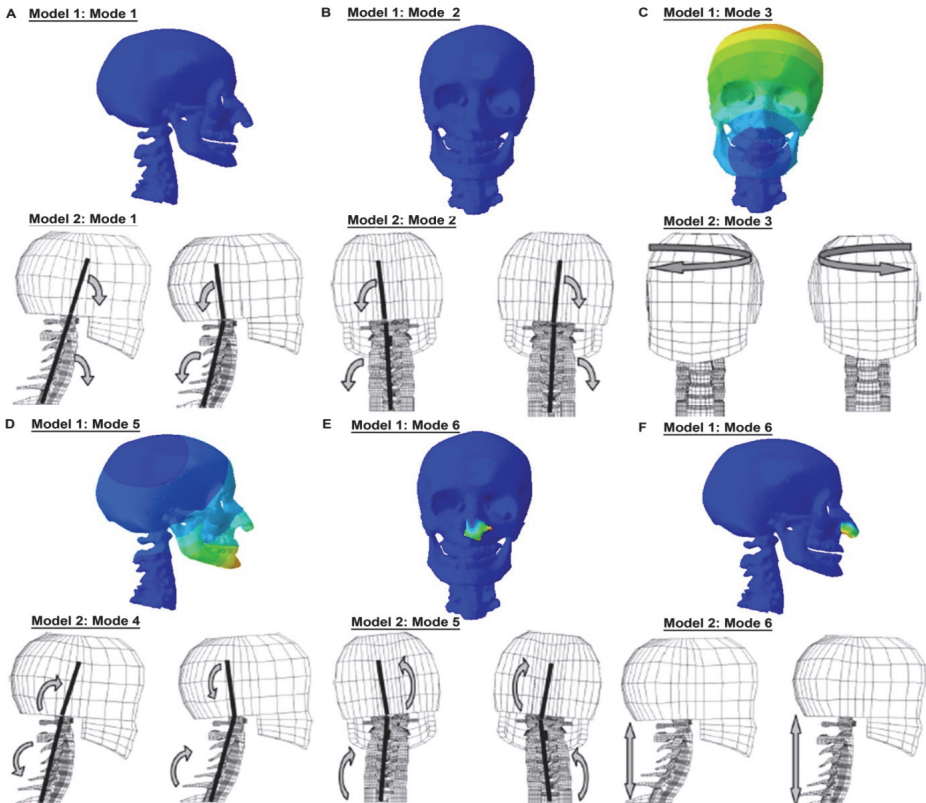 A Model 1: Mode 1
B Model 1: Mode 2
C Model 1: Mode 3
Model 2: Mode 1
Model 2: Mode 2
Model 2: Mode 3
D Model 1: Mode 5
E Model 1: Mode 6
F Model 1: Mode 6
Model 2: Mode 4
Model 2: Mode 5
Model 2: Mode 6